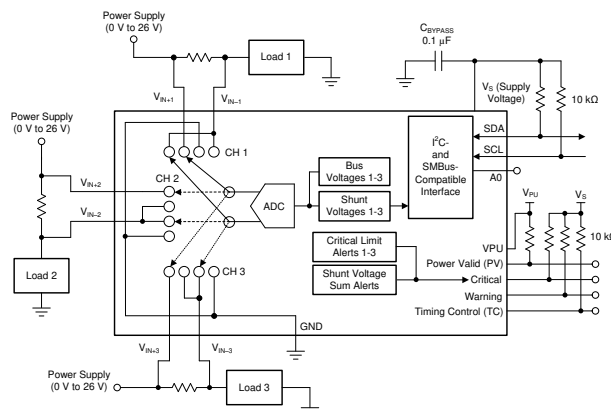 Power Supply
(0 V to 26 V)
Load 1
C_BYPASS
0.1 µF
V_IN+1
V_IN–1
V_S (Supply
Voltage)
10 kΩ
Power Supply
(0 V to 26 V)
CH 1
SDA
SCL
I²C-
and
SMBus-
Compatible
Interface
A0
V_IN+2
CH 2
Bus
Voltages 1-3
ADC
Shunt
Voltages 1-3
V_IN–2
V_PU
V_S
10 kΩ
VPU
Critical Limit
Alerts 1-3
Power Valid (PV)
Load 2
CH 3
Shunt Voltage
Sum Alerts
Critical
Warning
Timing Control (TC)
GND
V_IN+3
V_IN–3
Power Supply
(0 V to 26 V)
Load 3